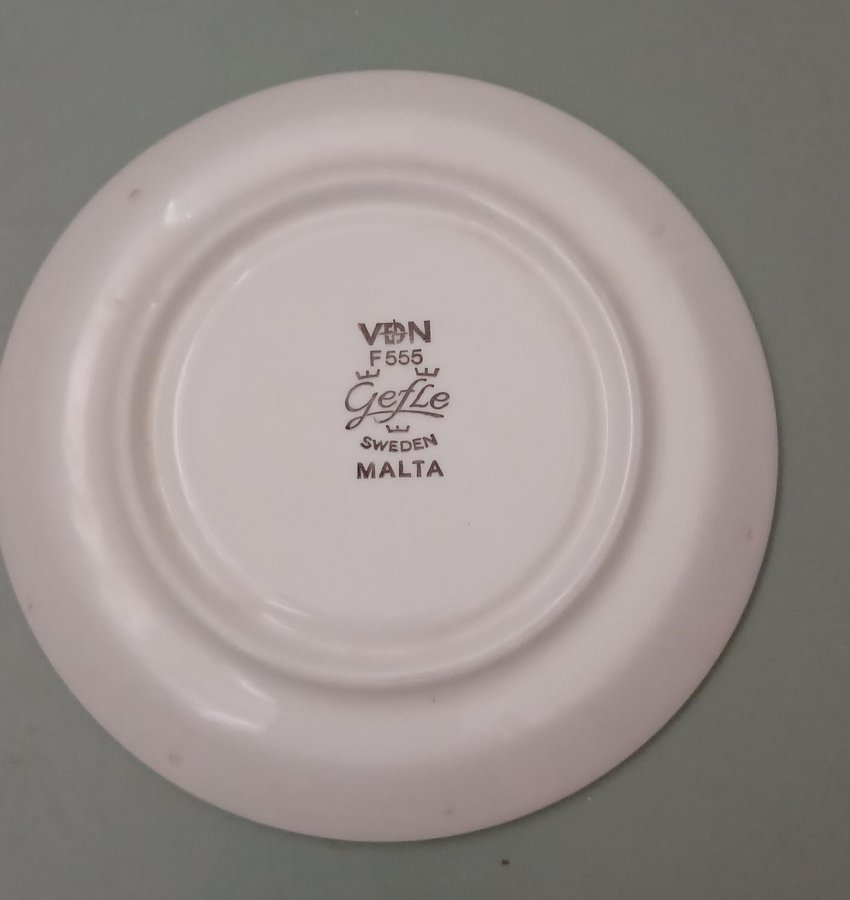 VDN
F555
GefLe
SWEDEN
MALTA